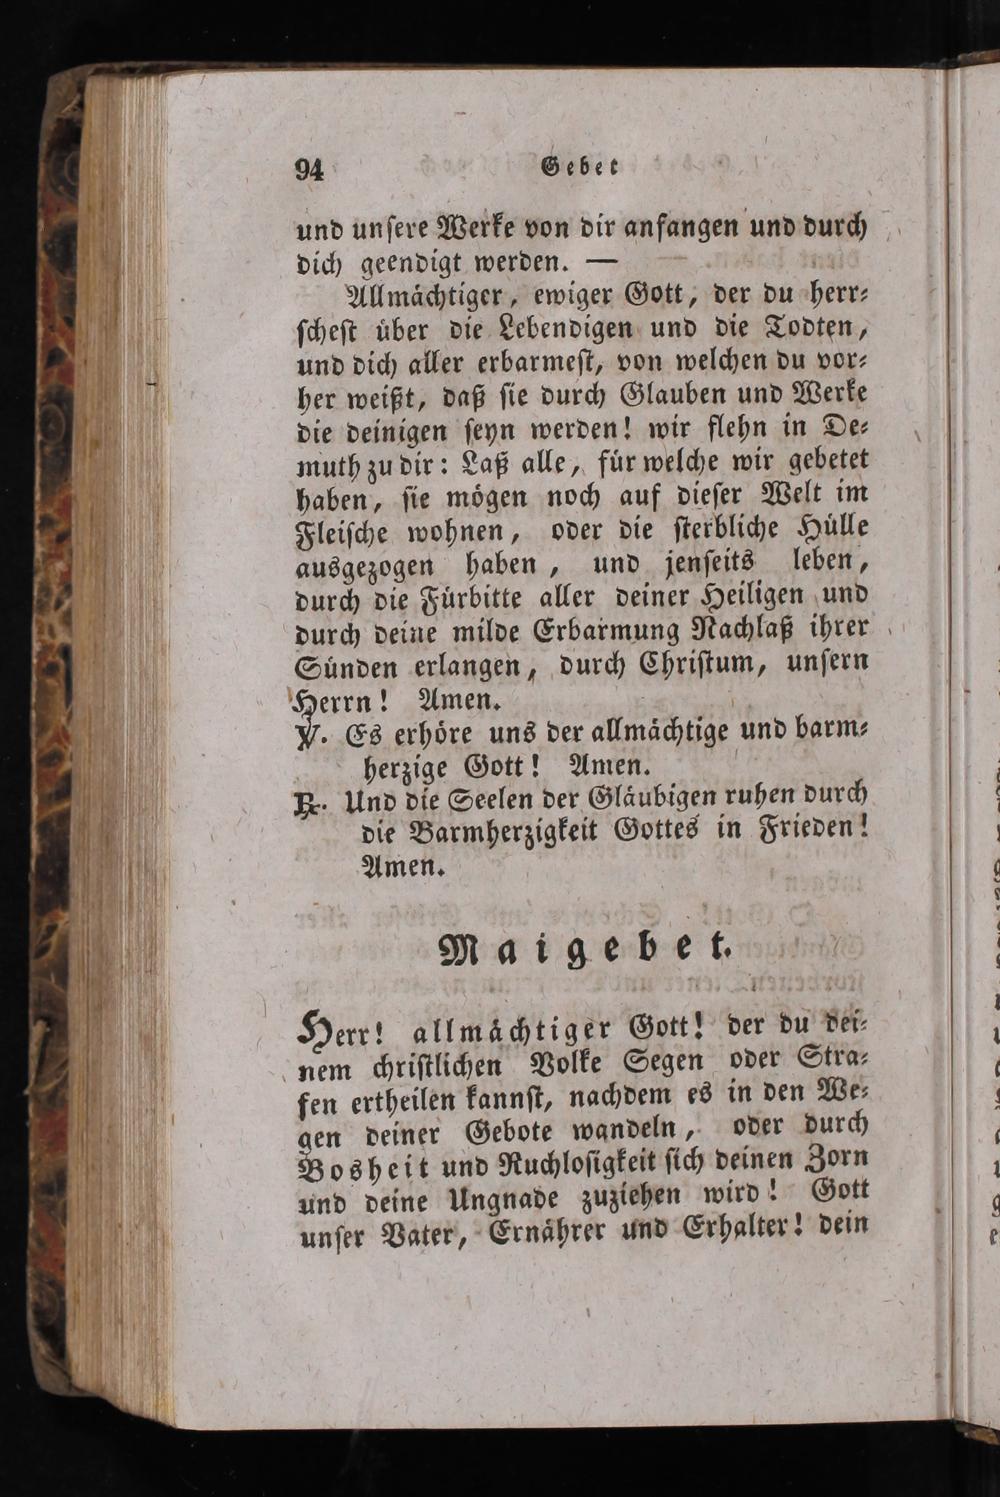 94 Gebet
und unſere Werke von dir anfangen und durch
dich geendigt werden. —
Allmächtiger, ewiger Gott, der du herr⸗
ſcheſt über die Lebendigen und die Todten,
und dich aller erbarmeſt, von welchen du vor⸗
her weißt, daß ſie durch Glauben und Werke
die deinigen ſeyn werden! wir flehn in De⸗
muth zu dir: Laß alle, für welche wir gebetet
haben, ſie mögen noch auf dieſer Welt im
Fleiſche wohnen, oder die ſterbliche Hülle
ausgezogen haben, und jenſeits leben,
durch die Fürbitte aller deiner Heiligen und
durch deine milde Erbarmung Nachlaß ihrer
Sünden erlangen, durch Chriſtum, unſern
Herrn! Amen.
℣. Es erhöre uns der allmächtige und barm⸗
herzige Gott! Amen.
℞. Und die Seelen der Gläubigen ruhen durch
die Barmherzigkeit Gottes in Frieden!
Amen.
Maigebet.
Herr! allmächtiger Gott! der du dei⸗
nem chriſtlichen Volke Segen oder Stra⸗
fen ertheilen kannſt, nachdem es in den We⸗
gen deiner Gebote wandeln, oder durch
Bosheit und Ruchloſigkeit ſich deinen Zorn
und deine Ungnade zuziehen wird! Gott
unſer Vater, Ernährer und Erhalter! dein